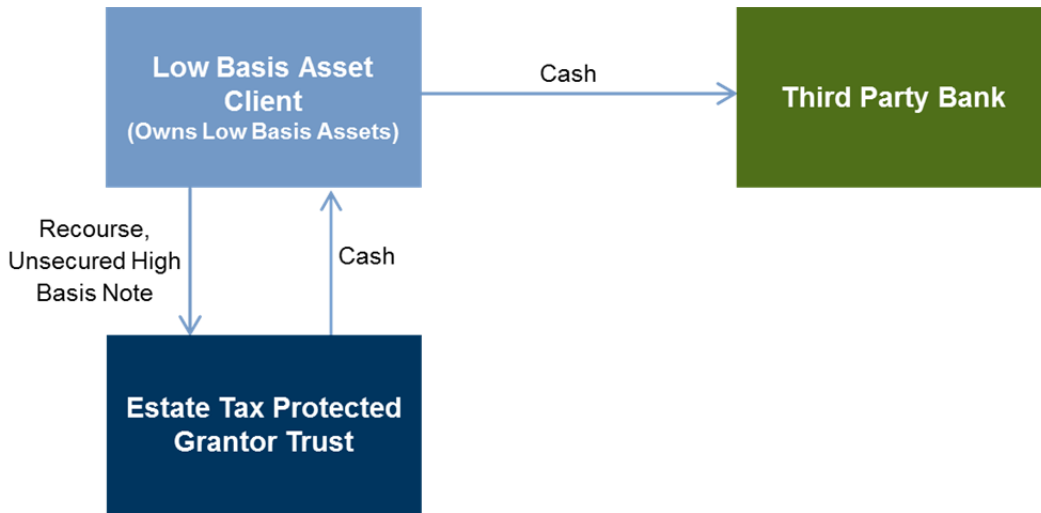 Low Basis Asset
Client
(Owns Low Basis Assets)
Cash
Third Party Bank
Recourse,
Unsecured High
Basis Note
Cash
Estate Tax Protected
Grantor Trust